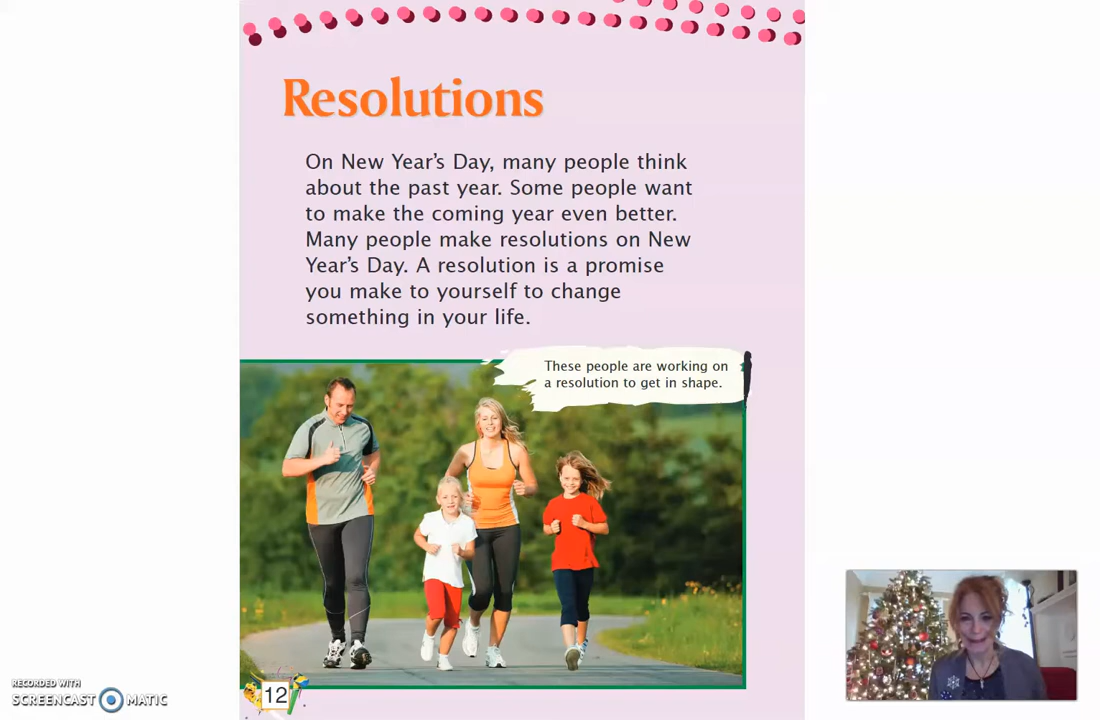 Resolutions
On New Year's Day, many people think
about the past year. Some people want
to make the coming year even better.
Many people make resolutions on New
Year's Day. A resolution is a promise
you make to yourself to change
something in your life.
These people are working on
a resolution to get in shape.
12
RECORDED WITH
SCREENCAST MATIC